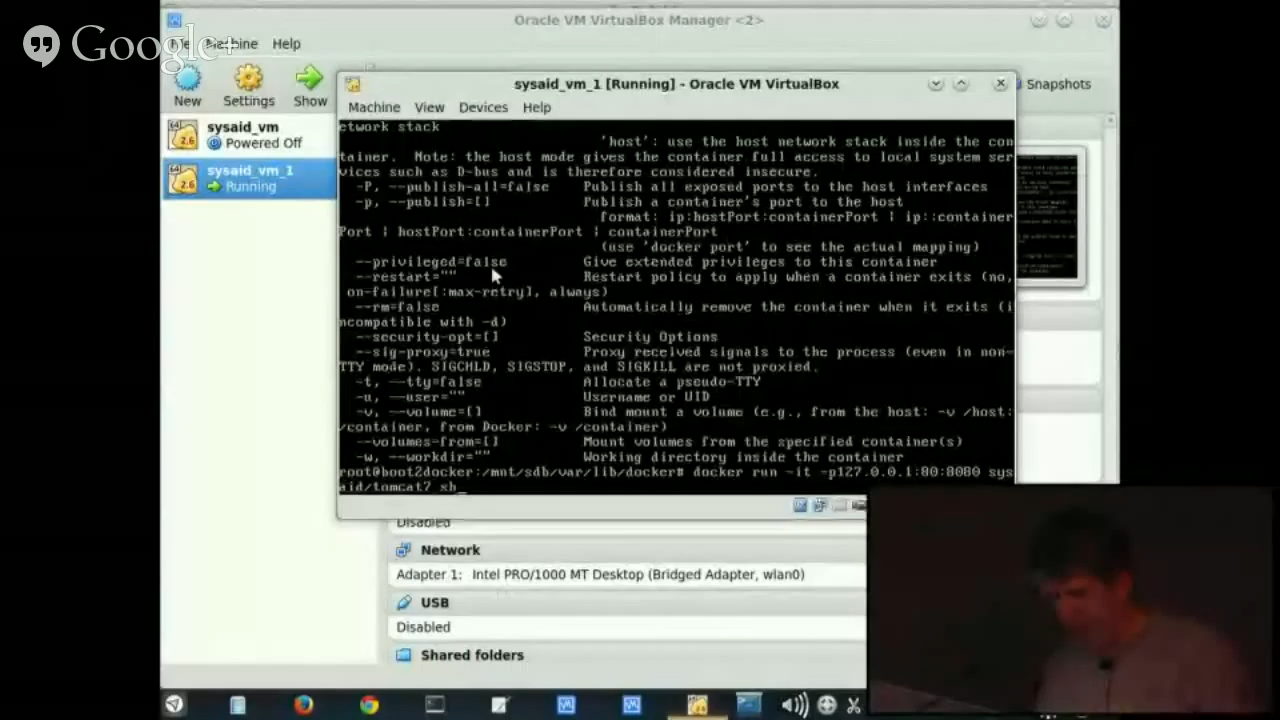 Oracle VM VirtualBox Manager <2>
Google+
Machine Help
New Settings Show
Snapshots
sysaid_vm
Powered Off
sysaid_vm_1
Running
sysaid_vm_1 [Running] - Oracle VM VirtualBox
Machine View Devices Help
etwork stack
'host': use the host network stack inside the con
tainer. Note: the host mode gives the container full access to local system ser
vices such as D-bus and is therefore considered insecure.
-P, --publish-all=false Publish all exposed ports to the host interfaces
-p, --publish=[] Publish a container's port to the host
format: ip:hostPort:containerPort | ip::container
Port | hostPort:containerPort | containerPort
(use 'docker port' to see the actual mapping)
--privileged=false Give extended privileges to this container
--restart="" Restart policy to apply when a container exits (no,
on-failure[:max-retry], always)
--rm=false Automatically remove the container when it exits (i
ncompatible with -d)
--security-opt=[] Security Options
--sig-proxy=true Proxy received signals to the process (even in non-
TTY mode). SIGCHLD, SIGSTOP, and SIGKILL are not proxied.
-t, --tty=false Allocate a pseudo-TTY
-u, --user="" Username or UID
-v, --volume=[] Bind mount a volume (e.g., from the host: -v /host:
/container, from Docker: -v /container)
--volumes-from=[] Mount volumes from the specified container(s)
-w, --workdir="" Working directory inside the container
root@boot2docker:/mnt/sdb/var/lib/docker# docker run -it -p127.0.0.1:80:8080 sys
aid/tomcat7 sh_
Disabled
Network
Adapter 1: Intel PRO/1000 MT Desktop (Bridged Adapter, wlan0)
USB
Disabled
Shared folders